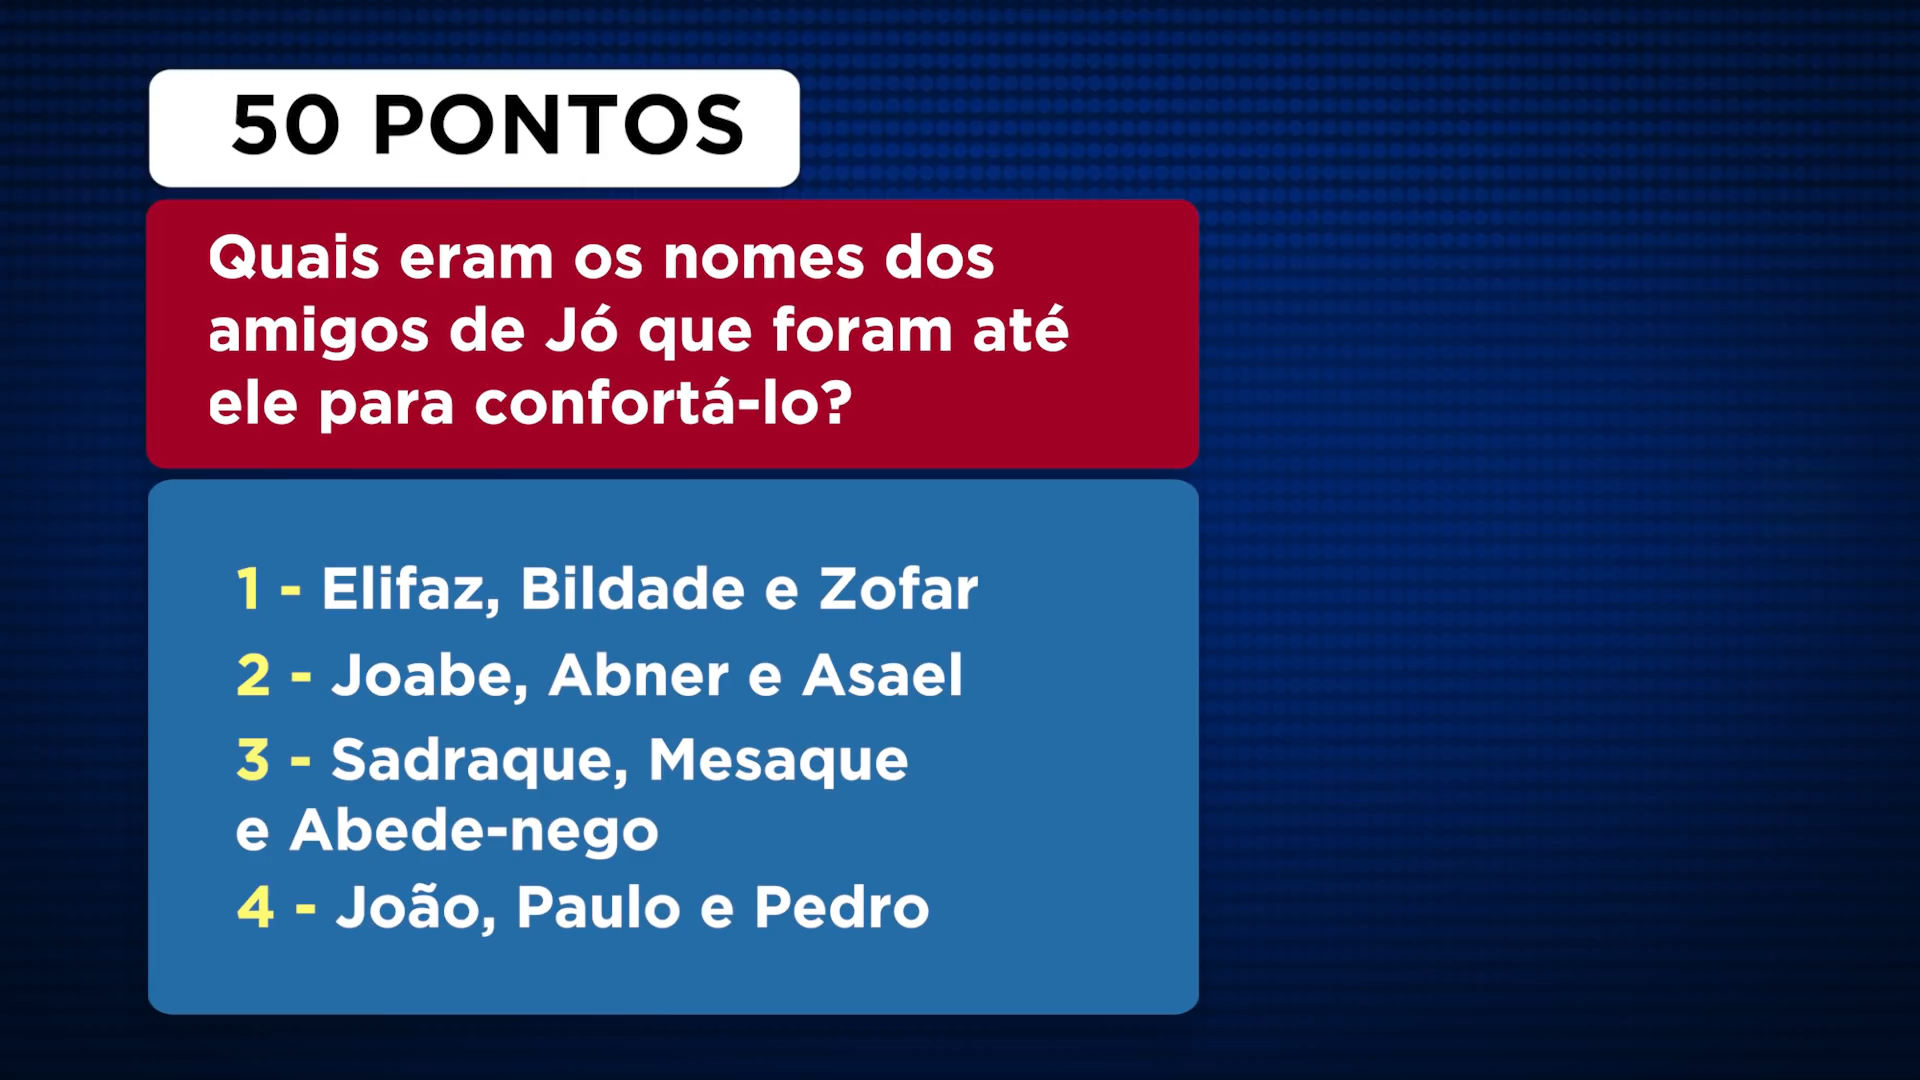 50 PONTOS
Quais eram os nomes dos
amigos de Jó que foram até
ele para confortá-lo?
1 - Elifaz, Bildade e Zofar
2 - Joabe, Abner e Asael
3 - Sadraque, Mesaque
e Abede-nego
4 - João, Paulo e Pedro